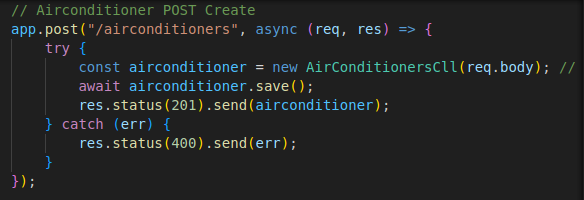 // Airconditioner POST Create
app.post("/airconditioners", async (req, res) => {
    try {
        const airconditioner = new AirConditionersCll(req.body); //
        await airconditioner.save();
        res.status(201).send(airconditioner);
    } catch (err) {
        res.status(400).send(err);
    }
});